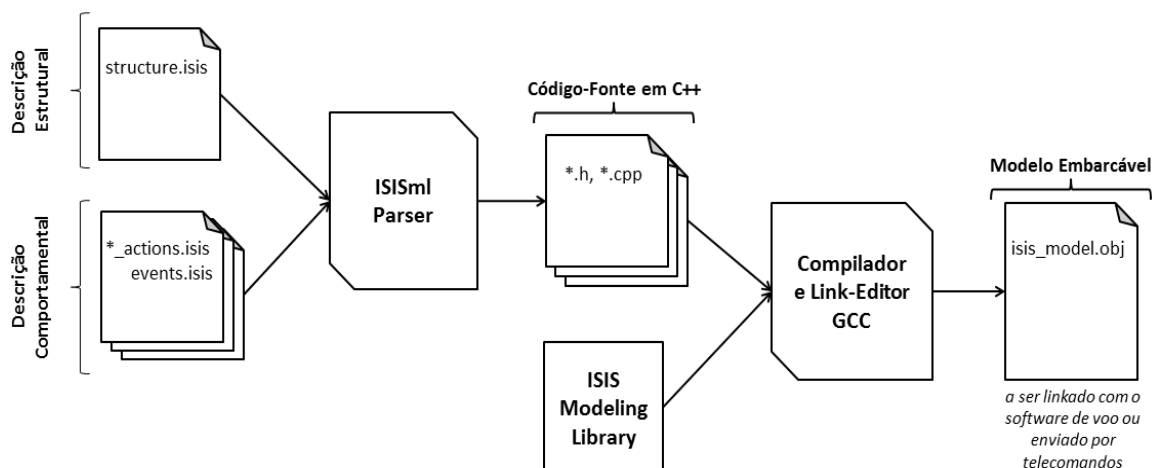 Descrição
Estrutural
structure.isis
Descrição
Comportamental
*_actions.isis
events.isis
ISISml
Parser
Código-Fonte em C++
*.h, *.cpp
ISIS
Modeling
Library
Compilador
e Link-Editor
GCC
Modelo Embarcável
isis_model.obj
a ser linkado com o
software de voo ou
enviado por
telecomandos